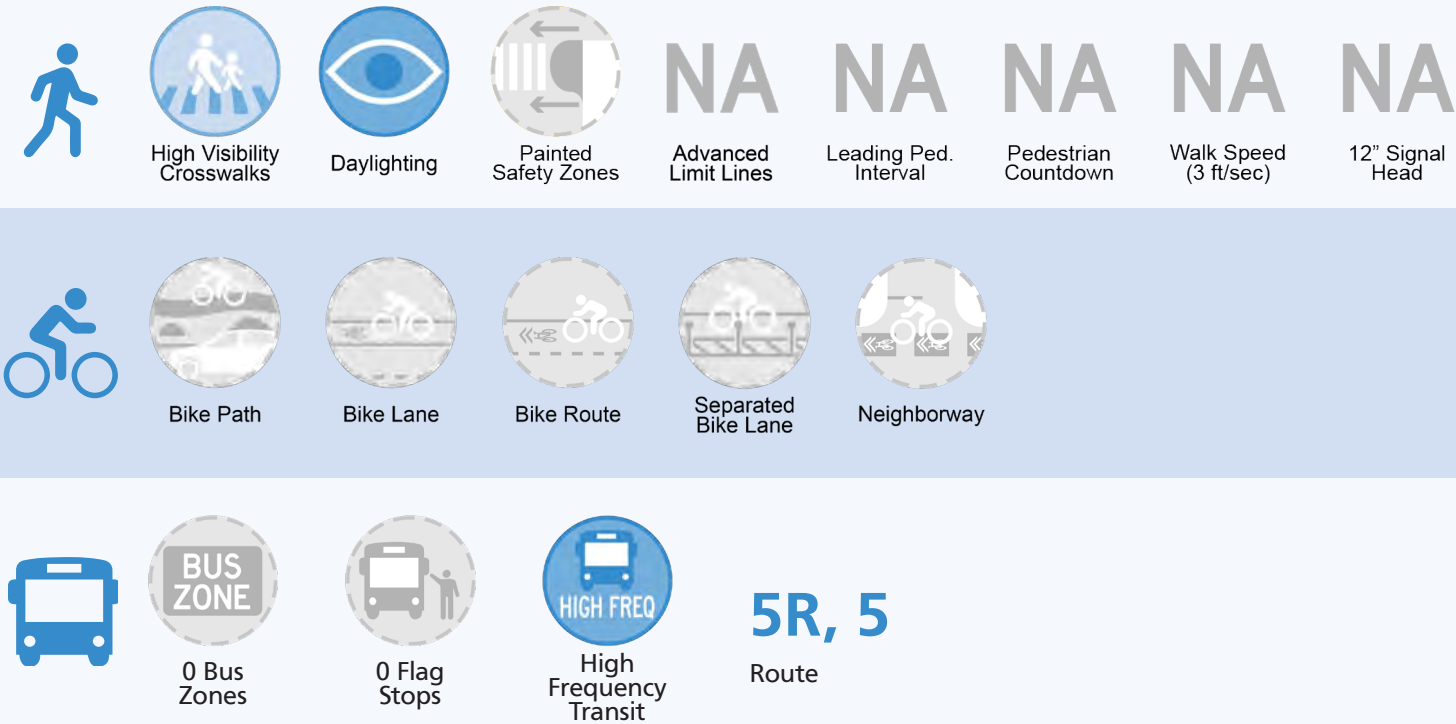 NA NA NA NA NA
High Visibility
Crosswalks
Daylighting
Painted
Safety Zones
Advanced
Limit Lines
Leading Ped.
Interval
Pedestrian
Countdown
Walk Speed
(3 ft/sec)
12” Signal
Head
Bike Path
Bike Lane
Bike Route
Separated
Bike Lane
Neighborway
BUS
ZONE
0 Bus
Zones
0 Flag
Stops
HIGH FREQ
High
Frequency
Transit
5R, 5
Route